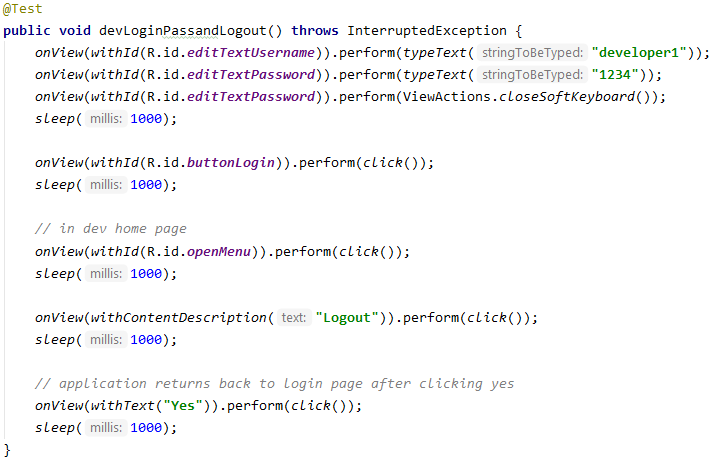 @Test
public void devLoginPassandLogout() throws InterruptedException {
onView(withId(R.id.editTextUsername)).perform(typeText( stringToBeTyped: "developer1"));
onView(withId(R.id.editTextPassword)).perform(typeText( stringToBeTyped: "1234"));
onView(withId(R.id.editTextPassword)).perform(ViewActions.closeSoftKeyboard());
sleep( millis: 1000);
onView(withId(R.id.buttonLogin)).perform(click());
sleep( millis: 1000);
// in dev home page
onView(withId(R.id.openMenu)).perform(click());
sleep( millis: 1000);
onView(withContentDescription( text: "Logout")).perform(click());
sleep( millis: 1000);
// application returns back to login page after clicking yes
onView(withText("Yes")).perform(click());
sleep( millis: 1000);
}